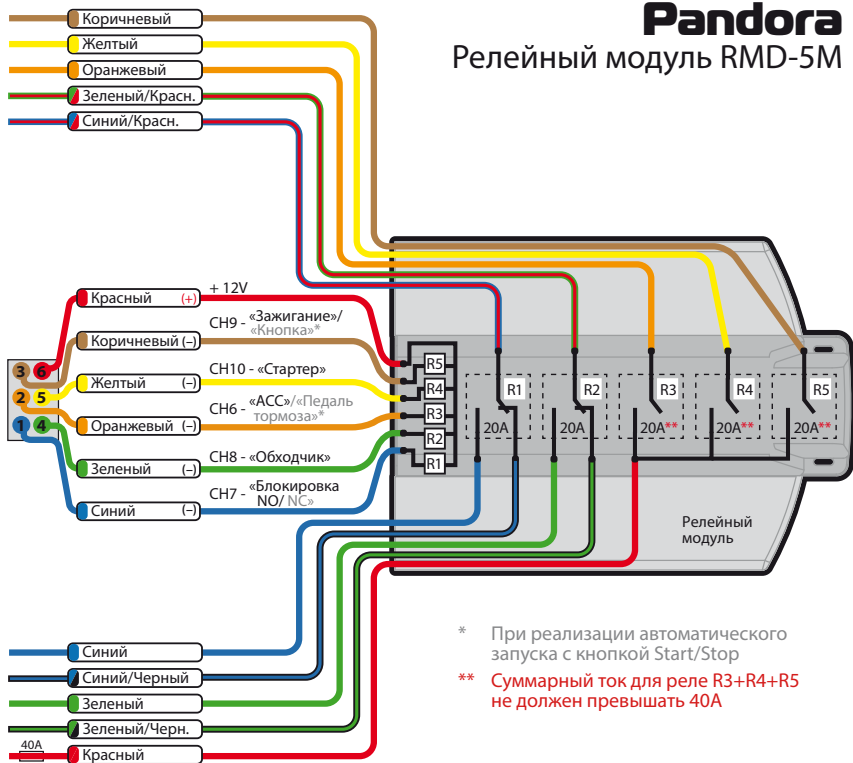 Pandora
Релейный модуль RMD-5M
Коричневый
Желтый
Оранжевый
Зеленый/Красн.
Синий/Красн.
Красный (+)
+ 12V
Коричневый (–)
CH9 - «Зажигание»/
«Кнопка»*
Желтый (–)
CH10 - «Стартер»
Оранжевый (–)
CH6 - «ACC»/«Педаль
тормоза»*
Зеленый (–)
CH8 - «Обходчик»
Синий (–)
CH7 - «Блокировка
NO/ NC»
3 6
2 5
1 4
R5
R4
R3
R2
R1
R1 R2 R3 R4 R5
20A 20A 20A** 20A** 20A**
Релейный
модуль
Синий
Синий/Черный
Зеленый
Зеленый/Черн.
40A
Красный
* При реализации автоматического
запуска с кнопкой Start/Stop
** Суммарный ток для реле R3+R4+R5
не должен превышать 40A